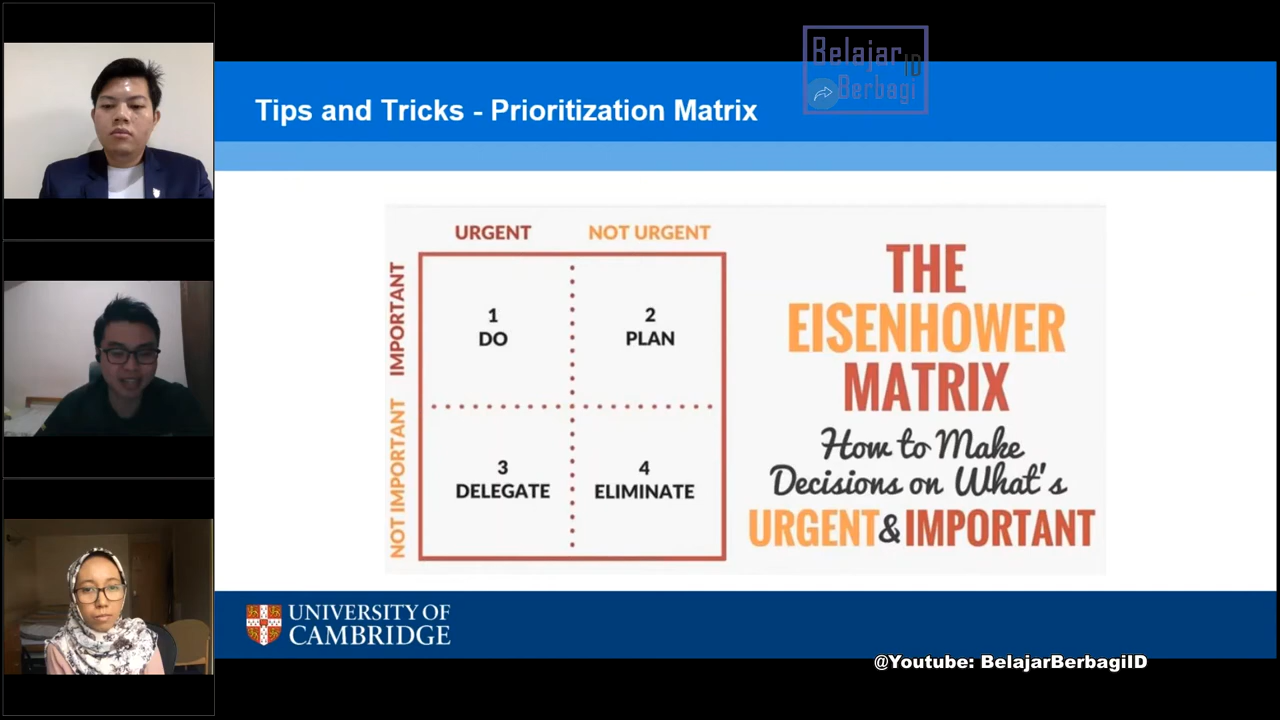 Belajar
ID
Berbagi
Tips and Tricks - Prioritization Matrix
URGENT
NOT URGENT
IMPORTANT
NOT IMPORTANT
1
DO
2
PLAN
3
DELEGATE
4
ELIMINATE
THE
EISENHOWER
MATRIX
How to Make
Decisions on What's
URGENT & IMPORTANT
UNIVERSITY OF
CAMBRIDGE
@Youtube: BelajarBerbagiID